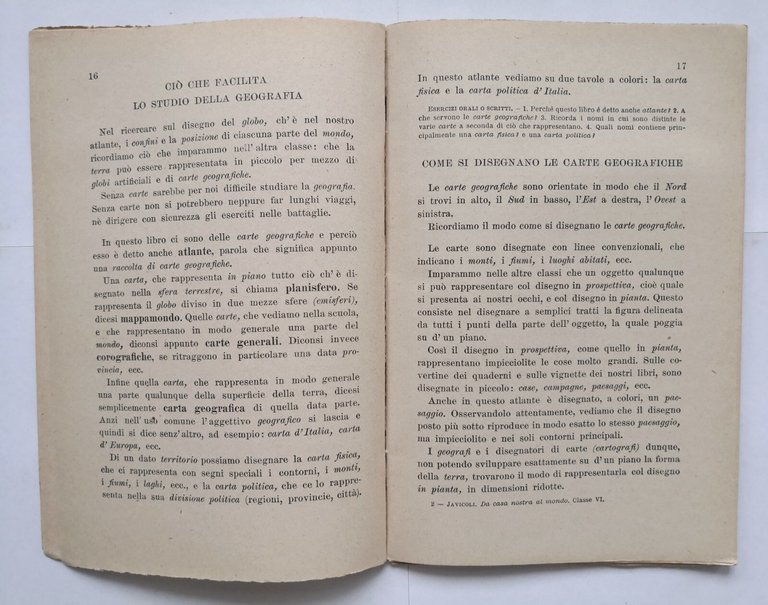 16
CIÒ CHE FACILITA
LO STUDIO DELLA GEOGRAFIA
Nel ricercare sul disegno del globo, ch'è nel nostro
atlante, i confini e la posizione di ciascuna parte del mondo,
ricordiamo ciò che imparammo nell'altra classe: che la
terra può essere rappresentata in piccolo per mezzo di
globi artificiali e di carte geografiche.
Senza carte sarebbe per noi difficile studiare la geografia.
Senza carte non si potrebbero neppure far lunghi viaggi,
nè dirigere con sicurezza gli eserciti nelle battaglie.
In questo libro ci sono delle carte geografiche e perciò
esso è detto anche atlante, parola che significa appunto
una raccolta di carte geografiche.
Una carta, che rappresenta in piano tutto ciò ch'è di-
segnato nella sfera terrestre, si chiama planisfero. Se
rappresenta il globo diviso in due mezze sfere (emisferi),
dicesi mappamondo. Quelle carte, che vediamo nella scuola,
e che rappresentano in modo generale una parte del
mondo, diconsi appunto carte generali. Diconsi invece
corografiche, se ritraggono in particolare una data pro-
vincia, ecc.
Infine quella carta, che rappresenta in modo generale
una parte qualunque della superficie della terra, dicesi
semplicemente carta geografica di quella data parte.
Anzi nell'uso comune l'aggettivo geografico si lascia e
quindi si dice senz'altro, ad esempio: carta d'Italia, carta
d'Europa, ecc.
Di un dato territorio possiamo disegnare la carta fisica,
che ci rappresenta con segni speciali i contorni, i monti,
i fiumi, i laghi, ecc., e la carta politica, che ce lo rappre-
senta nella sua divisione politica (regioni, provincie, città).
17
In questo atlante vediamo su due tavole a colori: la carta
fisica e la carta politica d'Italia.
ESERCIZI ORALI O SCRITTI. – 1. Perchè questo libro é detto anche atlante? 2. A
che servono le carte geografiche? 3. Ricorda i nomi in cui sono distinte le
varie carte a seconda di ciò che rappresentano. 4. Quali nomi contiene prin-
cipalmente una carta fisica? e una carta politica?
COME SI DISEGNANO LE CARTE GEOGRAFICHE
Le carte geografiche sono orientate in modo che il Nord
si trovi in alto, il Sud in basso, l'Est a destra, l'Ovest a
sinistra.
Ricordiamo il modo come si disegnano le carte geografiche.
Le carte sono disegnate con linee convenzionali, che
indicano i monti, i fiumi, i luoghi abitati, ecc.
Imparammo nelle altre classi che un oggetto qualunque
si può rappresentare col disegno in prospettiva, cioè quale
si presenta ai nostri occhi, e col disegno in pianta. Questo
consiste nel disegnare a semplici tratti la figura delineata
da tutti i punti della parte dell'oggetto, la quale poggia
su d'un piano.
Così il disegno in prospettiva, come quello in pianta,
rappresentano impicciolite le cose molto grandi. Sulle co-
vertine dei quaderni e sulle vignette dei nostri libri, sono
disegnate in piccolo: case, campagne, paesaggi, ecc.
Anche in questo atlante è disegnato, a colori, un pae-
saggio. Osservandolo attentamente, vediamo che il disegno
posto più sotto riproduce in modo esatto lo stesso paesaggio,
ma impicciolito e nei soli contorni principali.
I geografi e i disegnatori di carte (cartografi) dunque,
non potendo sviluppare esattamente su d'un piano la forma
della terra, trovarono il modo di rappresentarla col disegno
in pianta, in dimensioni ridotte.
2 — JAVICOLI. Da casa nostra al mondo. Classe VI.